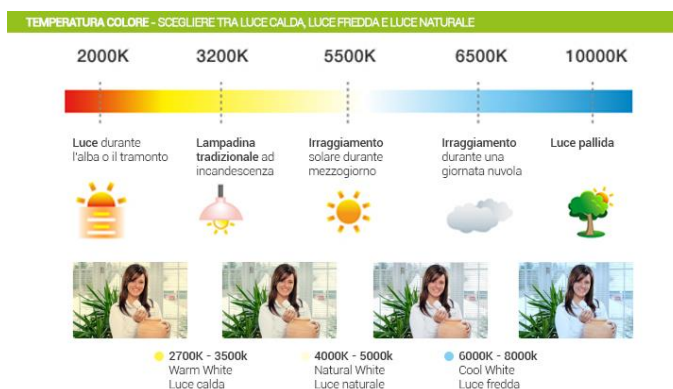 TEMPERATURA COLORE - SCEGLIERE TRA LUCE CALDA, LUCE FREDDA E LUCE NATURALE
2000K 3200K 5500K 6500K 10000K
Luce durante
l'alba o il tramonto
Lampadina
tradizionale ad
incandescenza
Irraggiamento
solare durante
mezzogiorno
Irraggiamento
durante una
giornata nuvola
Luce pallida
2700K - 3500k
Warm White
Luce calda
4000K - 5000k
Natural White
Luce naturale
6000K - 8000k
Cool White
Luce fredda